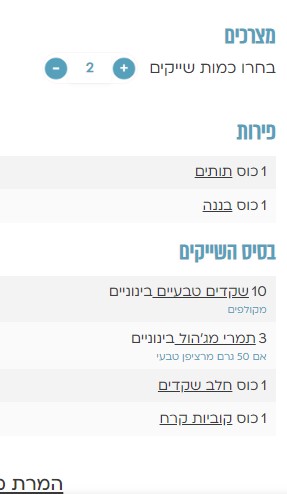 מצרכים
בחרו כמות שייקים
+ 2 -
פירות
1 כוס תותים
1 כוס בננה
בסיס השייקים
10 שקדים טבעיים בינוניים
מקולפים
3 תמרי מג'הול בינוניים
אם 50 גרם מרציפן טבעי
1 כוס חלב שקדים
1 כוס קוביות קרח
המרת